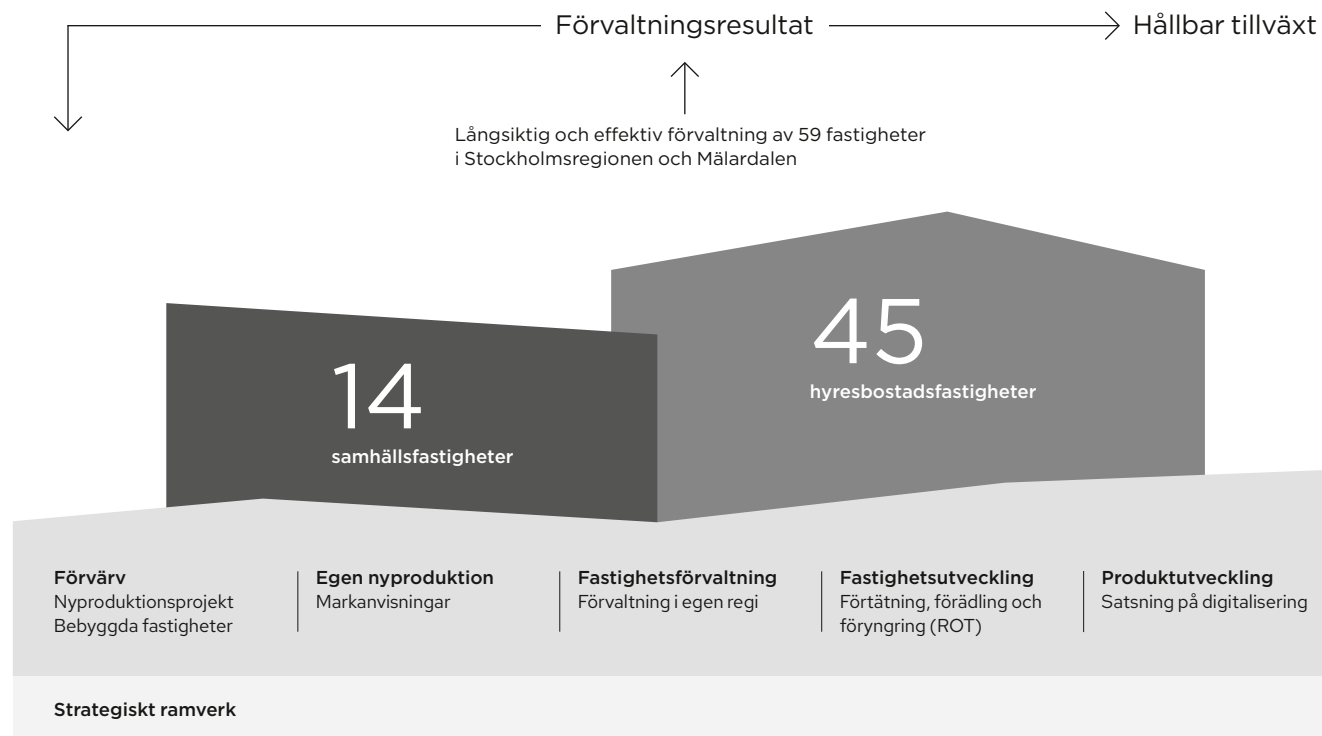 Förvaltningsresultat
Hållbar tillväxt
Långsiktig och effektiv förvaltning av 59 fastigheter
i Stockholmsregionen och Mälardalen
14
samhällsfastigheter
45
hyresbostadsfastigheter
Förvärv
Nyproduktionsprojekt
Bebyggda fastigheter
Egen nyproduktion
Markanvisningar
Fastighetsförvaltning
Förvaltning i egen regi
Fastighetsutveckling
Förtätning, förädling och
föryngring (ROT)
Produktutveckling
Satsning på digitalisering
Strategiskt ramverk